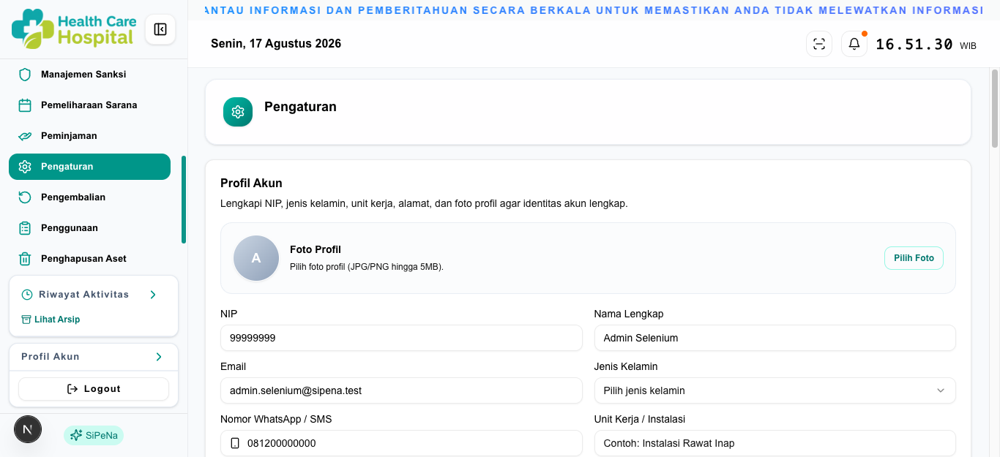 Health Care
Hospital
ANTAU INFORMASI DAN PEMBERITAHUAN SECARA BERKALA UNTUK MEMASTIKAN ANDA TIDAK MELEWATKAN INFORMASI
Senin, 17 Agustus 2026
16.51.30 WIB
Manajemen Sanksi
Pemeliharaan Sarana
Peminjaman
Pengaturan
Pengembalian
Penggunaan
Penghapusan Aset
Riwayat Aktivitas
Lihat Arsip
Profil Akun
Logout
N
SiPeNa
Pengaturan
Profil Akun
Lengkapi NIP, jenis kelamin, unit kerja, alamat, dan foto profil agar identitas akun lengkap.
A
Foto Profil
Pilih foto profil (JPG/PNG hingga 5MB).
Pilih Foto
NIP
99999999
Nama Lengkap
Admin Selenium
Email
admin.selenium@sipena.test
Jenis Kelamin
Pilih jenis kelamin
Nomor WhatsApp / SMS
081200000000
Unit Kerja / Instalasi
Contoh: Instalasi Rawat Inap